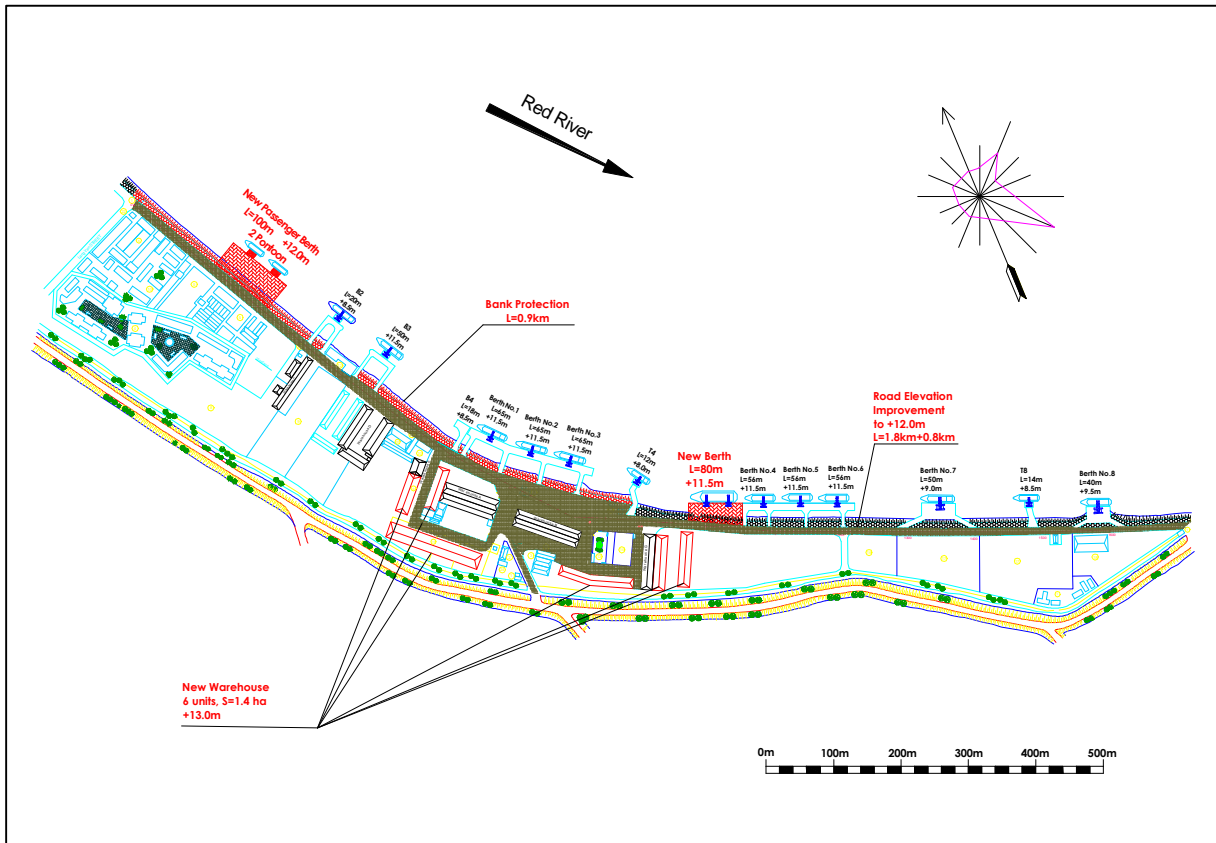 Red River
New Passenger Berth
L=100m +12.0m
2 Pontoon
B2
L=20m
+8.5m
B3
L=50m
+11.5m
Bank Protection
L=0.9km
B4
L=18m
+8.5m
Berth No.1
L=65m
+11.5m
Berth No.2
L=65m
+11.5m
Berth No.3
L=65m
+11.5m
T4
L=12m
+8.0m
New Berth
L=80m
+11.5m
Berth No.4
L=56m
+11.5m
Berth No.5
L=56m
+11.5m
Berth No.6
L=56m
+11.5m
Road Elevation
Improvement
to +12.0m
L=1.8km+0.8km
Berth No.7
L=50m
+9.0m
T8
L=14m
+8.5m
Berth No.8
L=40m
+9.5m
New Warehouse
6 units, S=1.4 ha
+13.0m
0m 100m 200m 300m 400m 500m